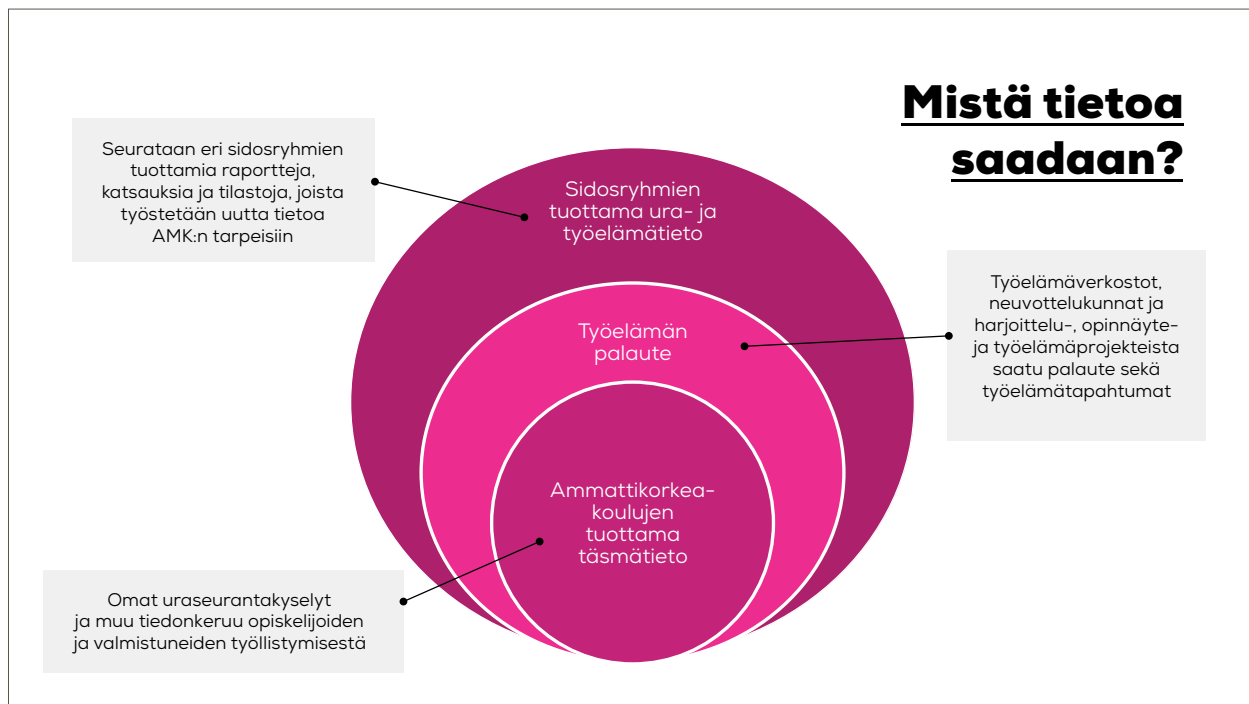 Mistä tietoa
saadaan?
Seurataan eri sidosryhmien
tuottamia raportteja,
katsauksia ja tilastoja, joista
työstetään uutta tietoa
AMK:n tarpeisiin
Sidosryhmien
tuottama ura- ja
työelämätieto
Työelämäverkostot,
neuvottelukunnat ja
harjoittelu-, opinnäyte-
ja työelämäprojekteista
saatu palaute sekä
työelämätapahtumat
Työelämän
palaute
Ammattikorkea-
koulujen
tuottama
täsmätieto
Omat uraseurantakyselyt
ja muu tiedonkeruu opiskelijoiden
ja valmistuneiden työllistymisestä